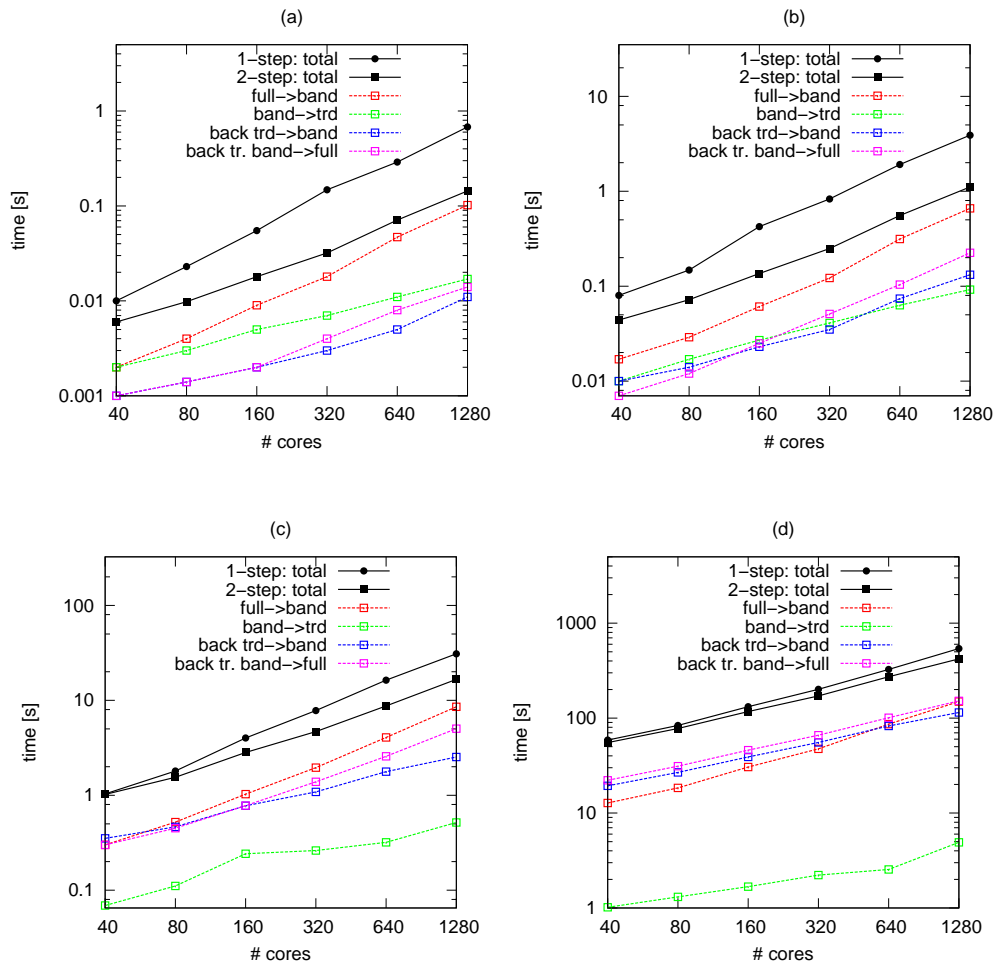 (a)
1−step: total
2−step: total
full−>band
band−>trd
back trd−>band
back tr. band−>full
1
0.1
0.01
0.001
time [s]
40 80 160 320 640 1280
# cores
(b)
1−step: total
2−step: total
full−>band
band−>trd
back trd−>band
back tr. band−>full
10
1
0.1
0.01
time [s]
40 80 160 320 640 1280
# cores
(c)
1−step: total
2−step: total
full−>band
band−>trd
back trd−>band
back tr. band−>full
100
10
1
0.1
time [s]
40 80 160 320 640 1280
# cores
(d)
1−step: total
2−step: total
full−>band
band−>trd
back trd−>band
back tr. band−>full
1000
100
10
1
time [s]
40 80 160 320 640 1280
# cores